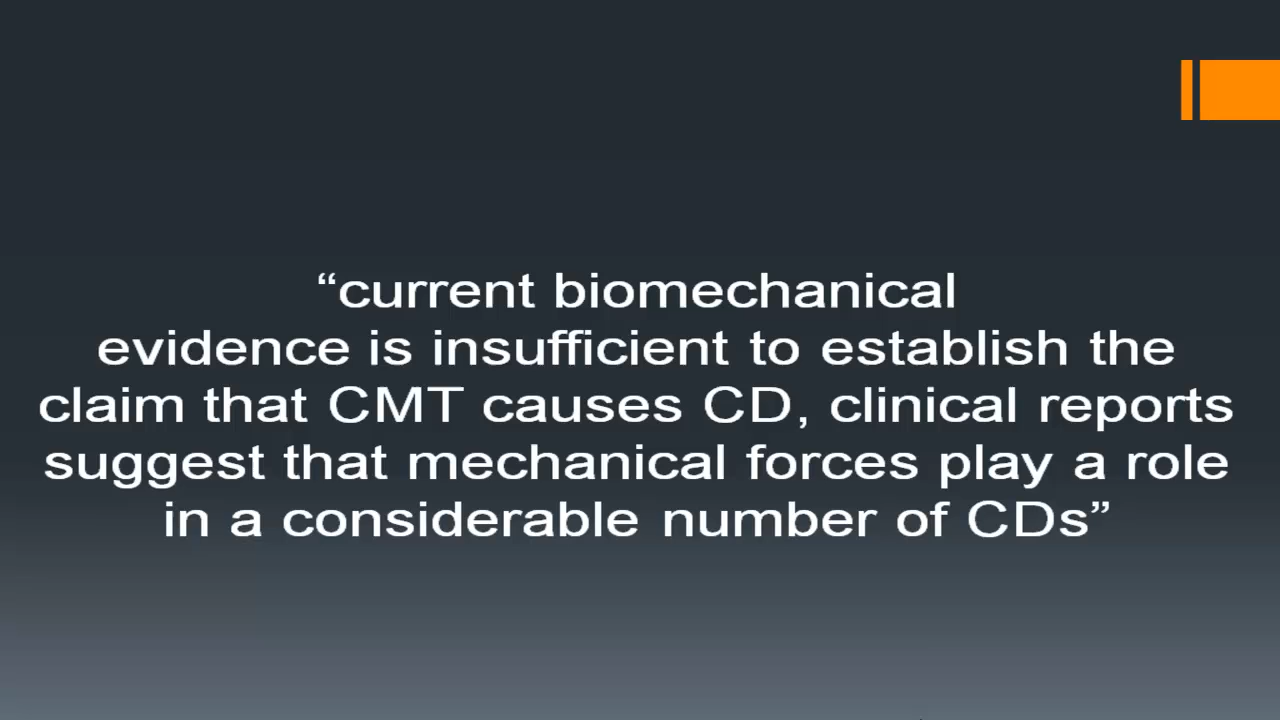 “current biomechanical
evidence is insufficient to establish the
claim that CMT causes CD, clinical reports
suggest that mechanical forces play a role
in a considerable number of CDs”